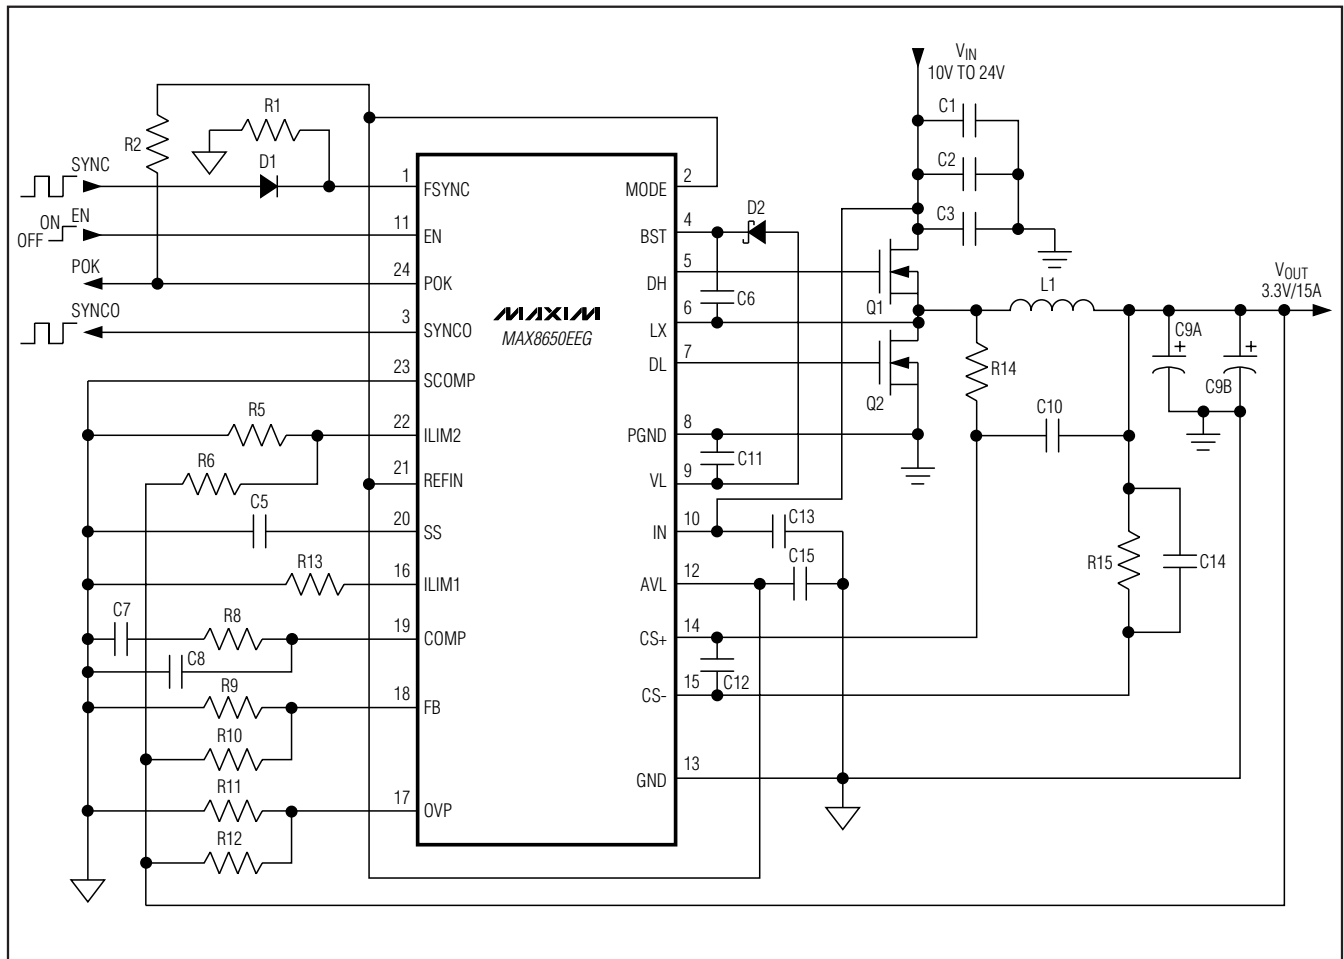 VIN
10V TO 24V
C1
C2
C3
R1
R2
SYNC
D1
1
FSYNC
ON
OFF
EN
11
EN
POK
24
POK
SYNCO
3
SYNCO
23
SCOMP
R5
22
ILIM2
R6
21
REFIN
C5
20
SS
R13
16
ILIM1
C7
R8
19
COMP
C8
R9
18
FB
R10
R11
17
OVP
R12
MAXIM
MAX8650EEG
2
MODE
4
BST
D2
5
DH
C6
Q1
6
LX
7
DL
Q2
8
PGND
C11
9
VL
10
IN
C13
C15
12
AVL
14
CS+
C12
15
CS-
13
GND
L1
VOUT
3.3V/15A
C9A
+
C9B
+
R14
C10
R15
C14